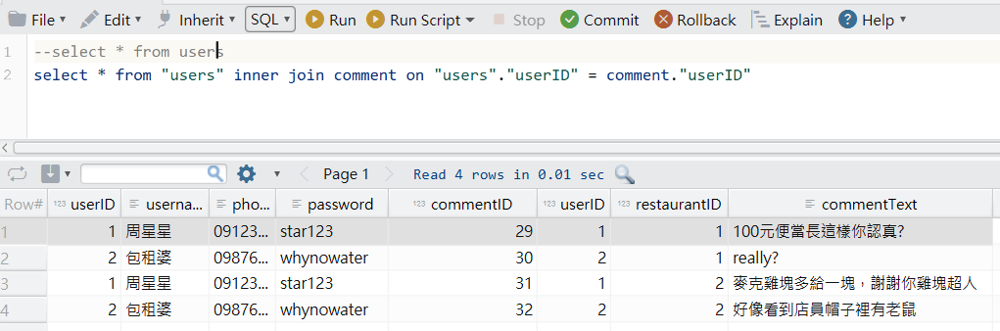 File Edit Inherit SQL Run Run Script Stop Commit Rollback Explain Help
1 --select * from users
2 select * from "users" inner join comment on "users"."userID" = comment."userID"
Page 1 Read 4 rows in 0.01 sec
Row# 123 userID userna... pho... password 123 commentID 123 userID 123 restaurantID commentText
1 1 周星星 09123... star123 29 1 1 100元便當長這樣你認真?
2 2 包租婆 09876... whynowater 30 2 1 really?
3 1 周星星 09123... star123 31 1 2 麥克雞塊多給一塊，謝謝你雞塊超人
4 2 包租婆 09876... whynowater 32 2 2 好像看到店員帽子裡有老鼠